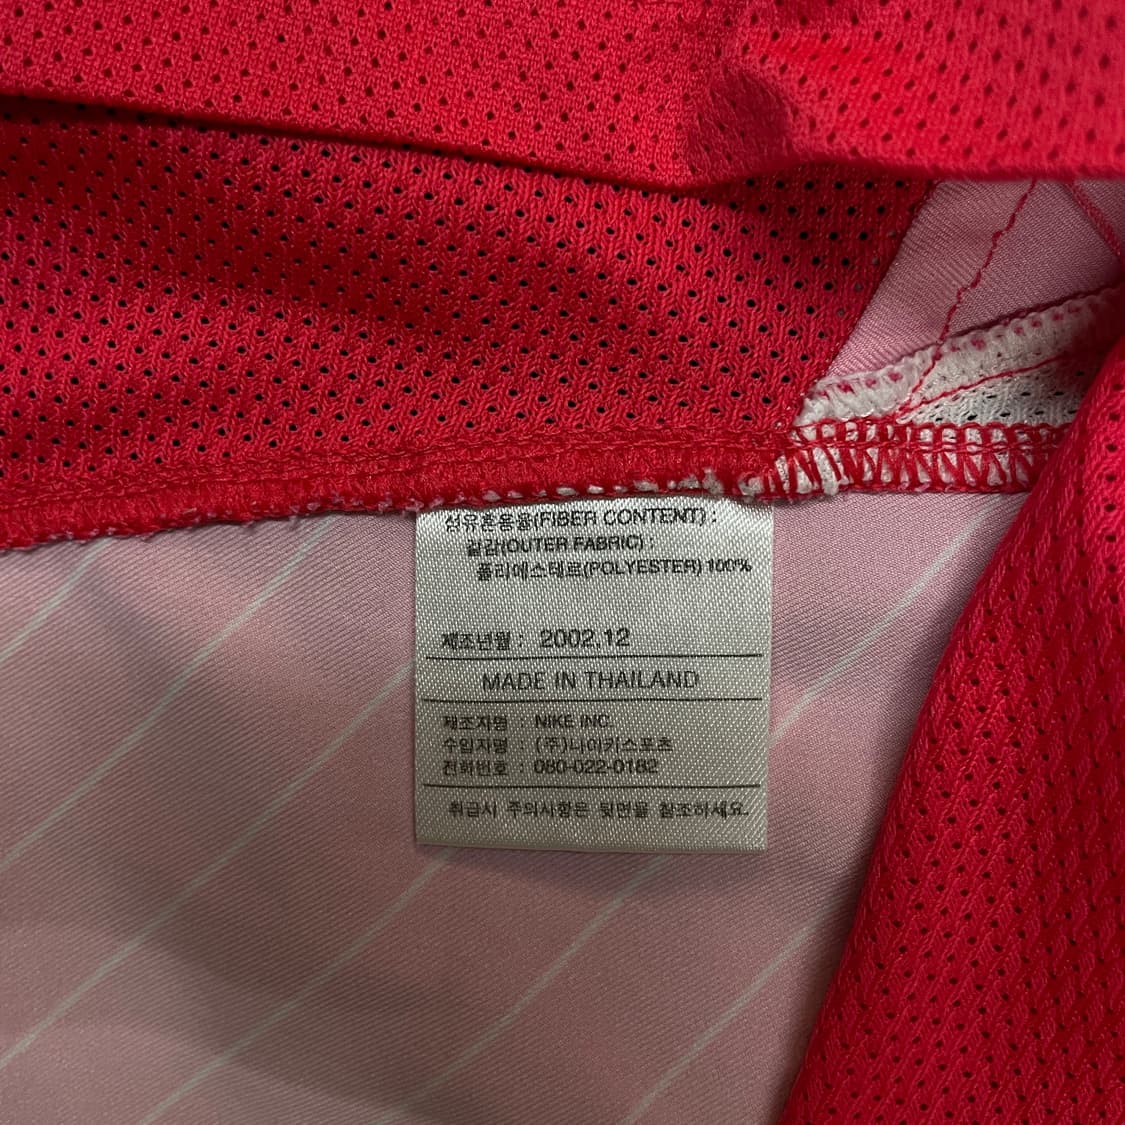 섬유혼용율(FIBER CONTENT) :
겉감(OUTER FABRIC) :
폴리에스테르(POLYESTER) 100%
제조년월 : 2002.12
MADE IN THAILAND
제조자명 : NIKE INC.
수입자명 : (주)나이키스포츠
전화번호 : 080-022-0182
취급시 주의사항은 뒷면을 참조하세요.